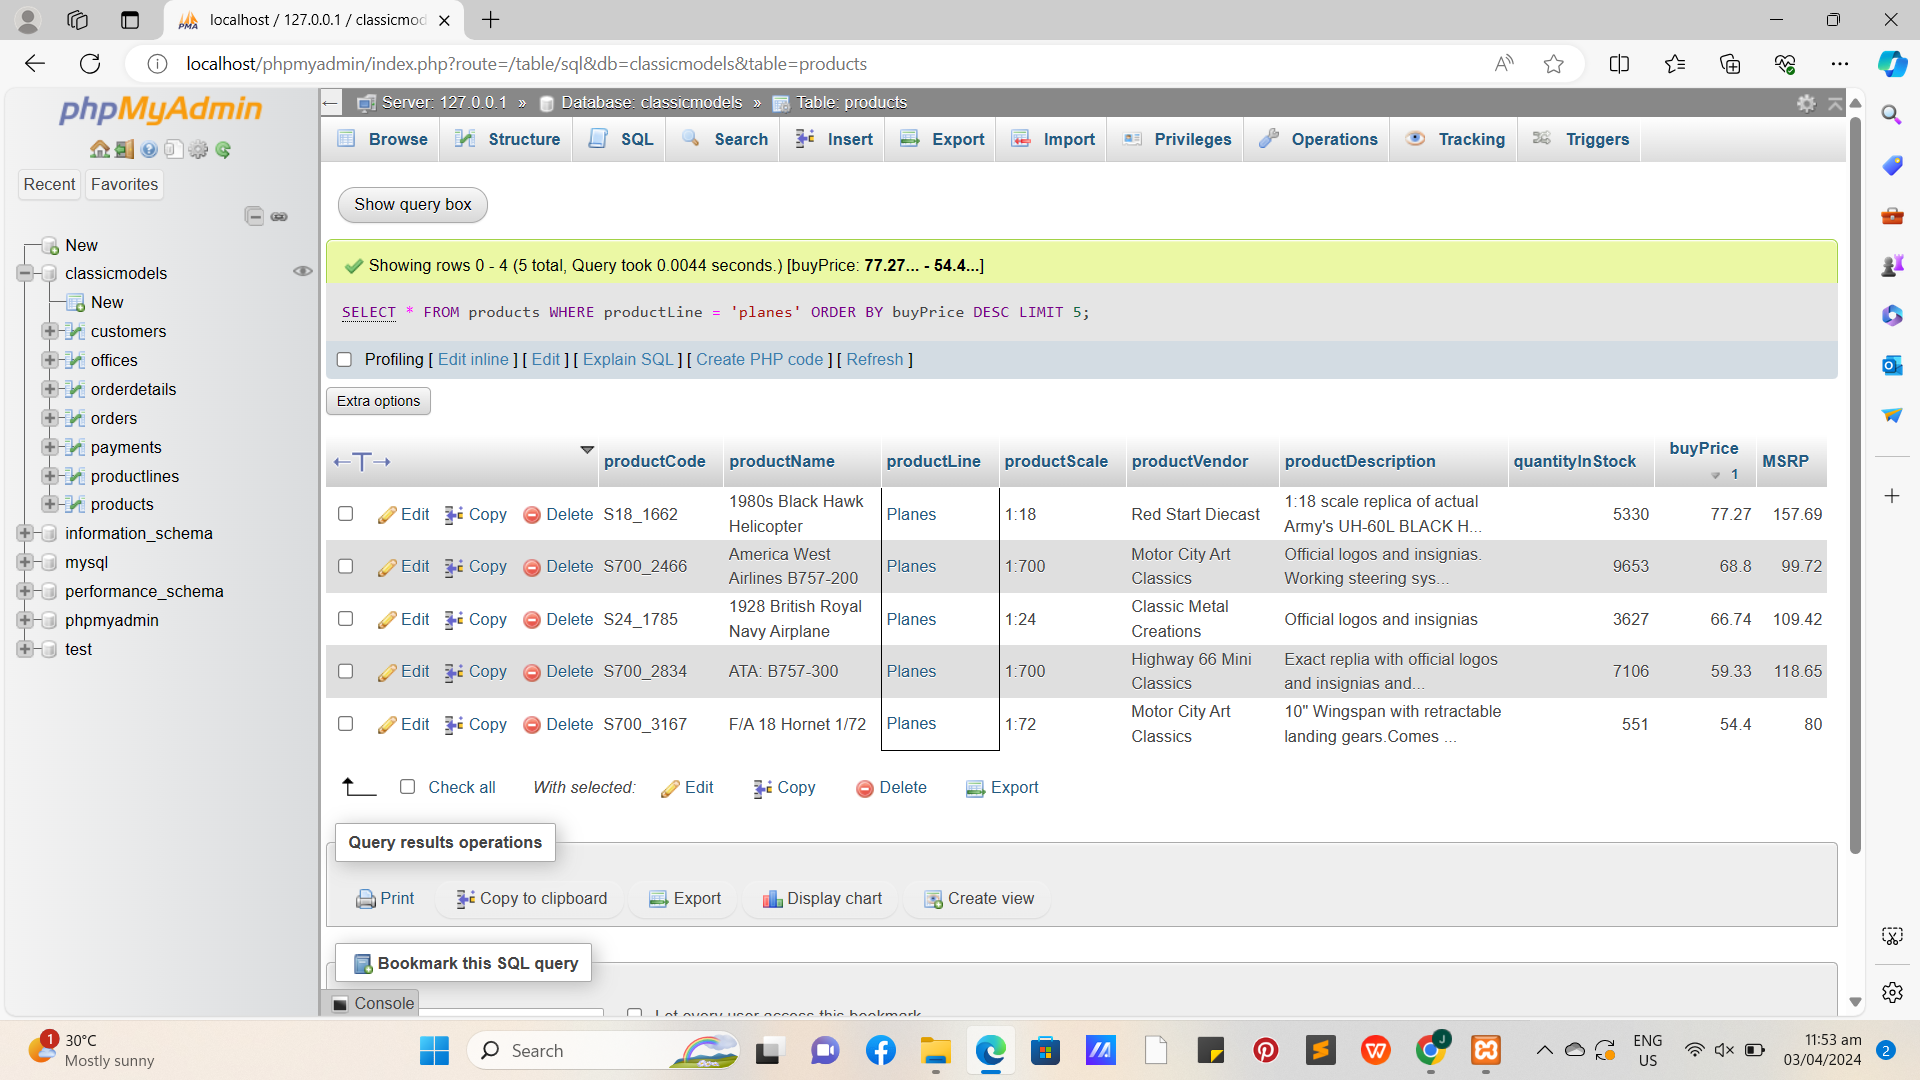 localhost / 127.0.0.1 / classicmod
localhost/phpmyadmin/index.php?route=/table/sql&db=classicmodels&table=products
phpMyAdmin
Recent Favorites
New
classicmodels
New
customers
offices
orderdetails
orders
payments
productlines
products
information_schema
mysql
performance_schema
phpmyadmin
test
Server: 127.0.0.1 » Database: classicmodels » Table: products
Browse Structure SQL Search Insert Export Import Privileges Operations Tracking Triggers
Show query box
Showing rows 0 - 4 (5 total, Query took 0.0044 seconds.) [buyPrice: 77.27... - 54.4...]
SELECT * FROM products WHERE productLine = 'planes' ORDER BY buyPrice DESC LIMIT 5;
Profiling [ Edit inline ] [ Edit ] [ Explain SQL ] [ Create PHP code ] [ Refresh ]
Extra options
←T→ productCode productName productLine productScale productVendor productDescription quantityInStock buyPrice 1 MSRP
Edit Copy Delete S18_1662 1980s Black Hawk Helicopter Planes 1:18 Red Start Diecast 1:18 scale replica of actual Army's UH-60L BLACK H... 5330 77.27 157.69
Edit Copy Delete S700_2466 America West Airlines B757-200 Planes 1:700 Motor City Art Classics Official logos and insignias. Working steering sys... 9653 68.8 99.72
Edit Copy Delete S24_1785 1928 British Royal Navy Airplane Planes 1:24 Classic Metal Creations Official logos and insignias 3627 66.74 109.42
Edit Copy Delete S700_2834 ATA: B757-300 Planes 1:700 Highway 66 Mini Classics Exact replia with official logos and insignias and... 7106 59.33 118.65
Edit Copy Delete S700_3167 F/A 18 Hornet 1/72 Planes 1:72 Motor City Art Classics 10" Wingspan with retractable landing gears.Comes ... 551 54.4 80
Check all With selected: Edit Copy Delete Export
Query results operations
Print Copy to clipboard Export Display chart Create view
Bookmark this SQL query
Console
Let every user access this bookmark
1 30°C
Mostly sunny
Search
ENG
US
11:53 am
03/04/2024
2